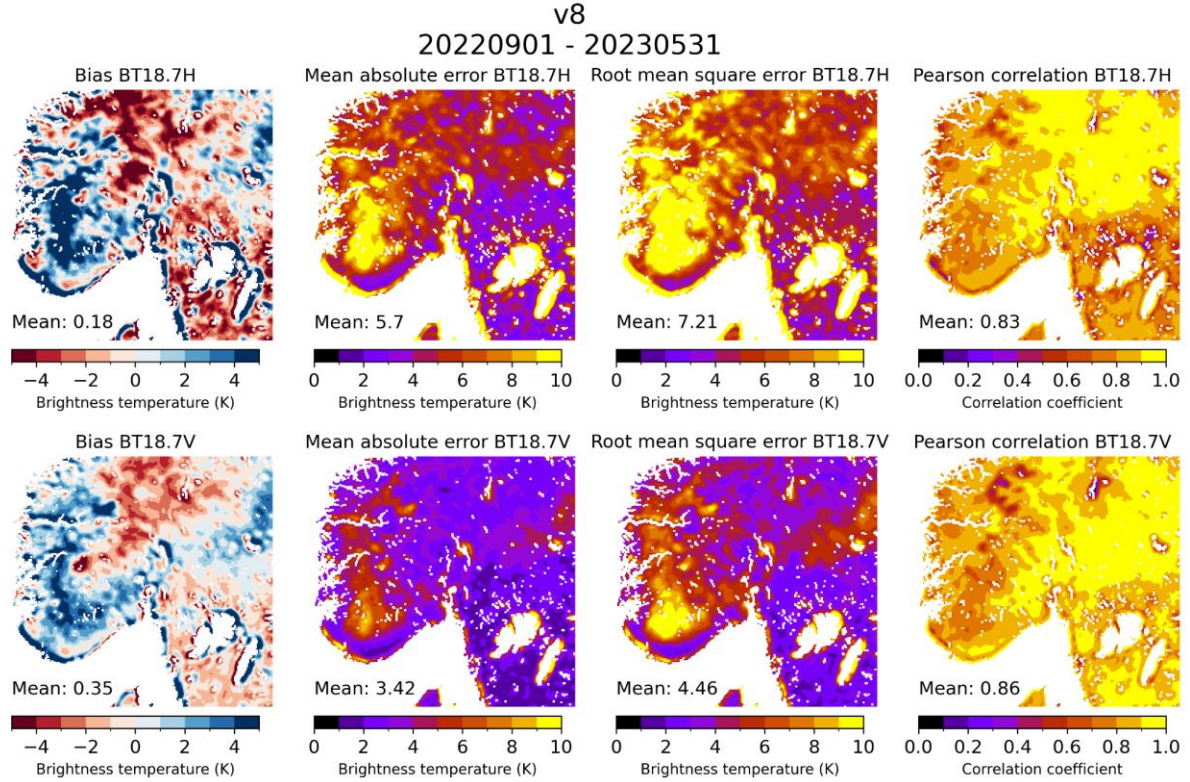 v8
20220901 - 20230531
Bias BT18.7H
Mean absolute error BT18.7H
Root mean square error BT18.7H
Pearson correlation BT18.7H
Mean: 0.18
Mean: 5.7
Mean: 7.21
Mean: 0.83
−4 −2 0 2 4
0 2 4 6 8 10
0 2 4 6 8 10
0.0 0.2 0.4 0.6 0.8 1.0
Brightness temperature (K)
Brightness temperature (K)
Brightness temperature (K)
Correlation coefficient
Bias BT18.7V
Mean absolute error BT18.7V
Root mean square error BT18.7V
Pearson correlation BT18.7V
Mean: 0.35
Mean: 3.42
Mean: 4.46
Mean: 0.86
−4 −2 0 2 4
0 2 4 6 8 10
0 2 4 6 8 10
0.0 0.2 0.4 0.6 0.8 1.0
Brightness temperature (K)
Brightness temperature (K)
Brightness temperature (K)
Correlation coefficient